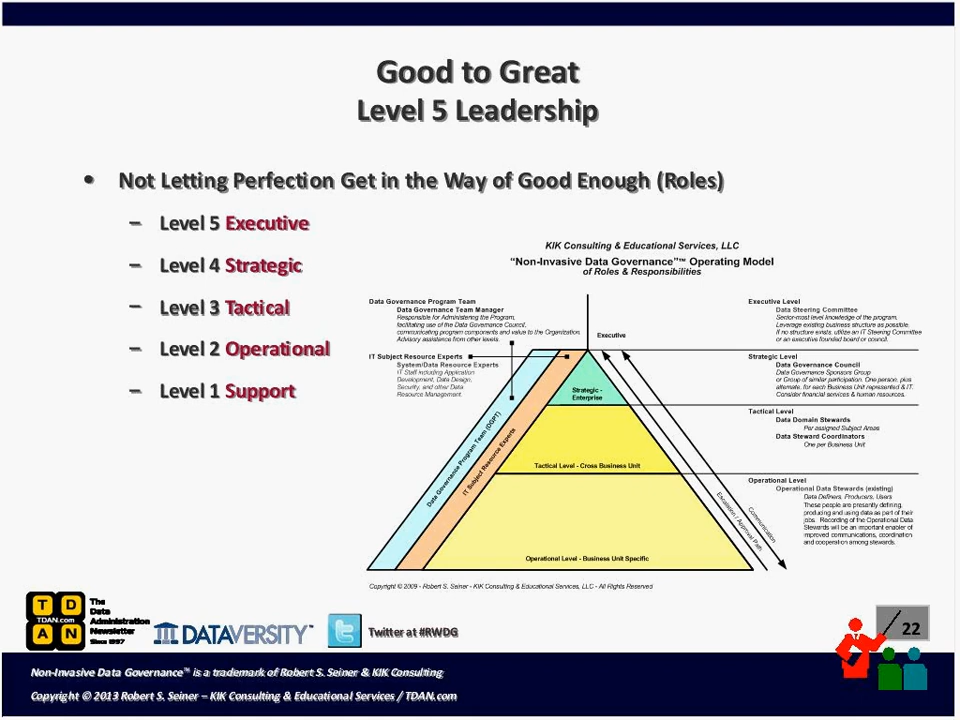 Good to Great
Level 5 Leadership
• Not Letting Perfection Get in the Way of Good Enough (Roles)
– Level 5 Executive
– Level 4 Strategic
– Level 3 Tactical
– Level 2 Operational
– Level 1 Support
KIK Consulting & Educational Services, LLC
“Non-Invasive Data Governance”™ Operating Model
of Roles & Responsibilities
Data Governance Program Team
Data Governance Team Manager
Responsible for Administering the Program,
facilitating use of the Data Governance Council,
communicating program components and value to the Organization.
Advisory assistance from other levels.
IT Subject Resource Experts
System/Data Resource Experts
IT Staff including Application
Development, Data Design,
Security, and other Data
Resource Management
Executive
Strategic -
Enterprise
Tactical Level - Cross Business Unit
Operational Level - Business Unit Specific
Data Governance Program Team (DGPT)
IT Subject Resource Experts
Escalation / Approval Path
Communication
Executive Level
Data Steering Committee
Senior-most level knowledge of the program.
Leverage existing business structure as possible.
If no structure exists, utilize an IT Steering Committee
or an executive founded board or council.
Strategic Level
Data Governance Council
Data Governance Sponsors Group
or Group of similar participation. One person, plus
alternate, for each Business Unit represented & IT.
Consider financial services & human resources.
Tactical Level
Data Domain Stewards
Per assigned Subject Areas
Data Steward Coordinators
One per Business Unit
Operational Level
Operational Data Stewards (existing)
Data Definers, Producers, Users
These people are presently defining,
producing and using data as part of their
jobs. Recording of the Operational Data
Stewards will be an important enabler of
improved communications, coordination
and cooperation among stewards.
Copyright © 2009 - Robert S. Seiner - KIK Consulting & Educational Services, LLC - All Rights Reserved
T D
TDAN.com
A N
The
Data
Administration
Newsletter
Since 1997
DATAVERSITY™
Twitter at #RWDG
22
Non-Invasive Data Governance™ is a trademark of Robert S. Seiner & KIK Consulting
Copyright © 2013 Robert S. Seiner – KIK Consulting & Educational Services / TDAN.com